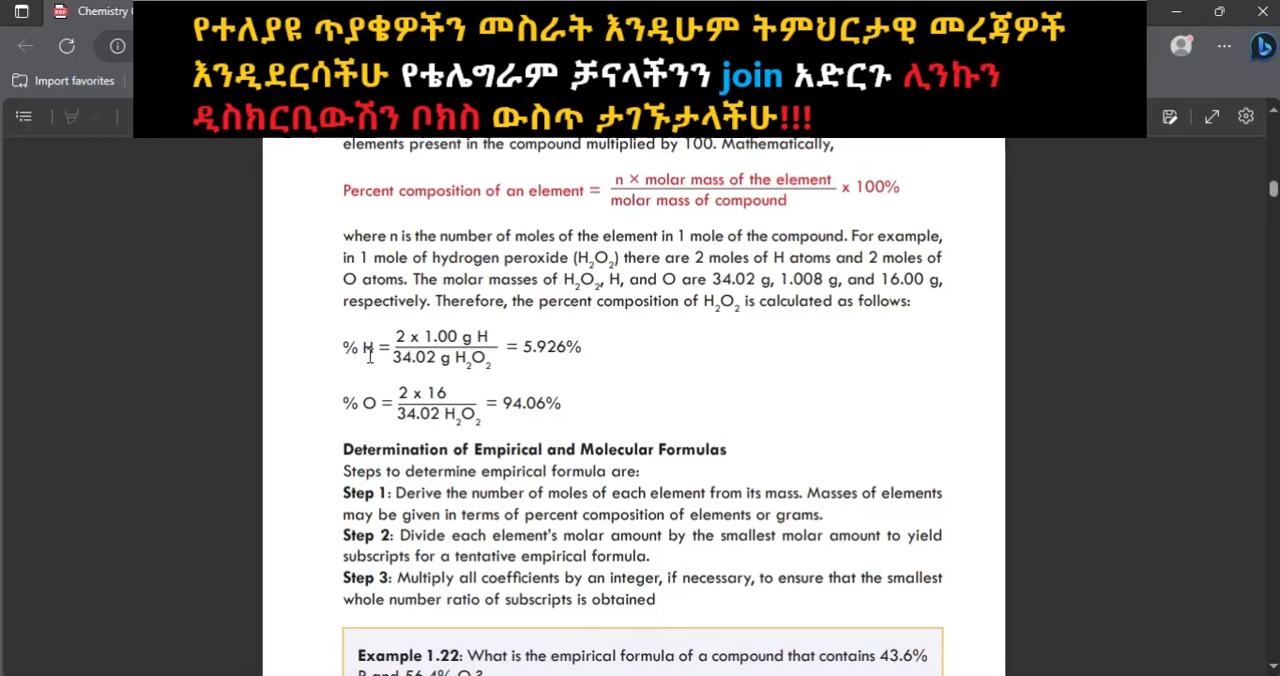 Chemistry
የተለያዩ ጥያቄዎችን መስራት እንዲሁም ትምህርታዊ መረጃዎች
እንዲደርሳችሁ የቴሌግራም ቻናላችንን join አድርጉ ሊንኩን
ዲስክርቢውሽን ቦክስ ውስጥ ታገኙታላችሁ!!!
Import favorites
elements present in the compound multiplied by 100. Mathematically,
Percent composition of an element = n × molar mass of the element / molar mass of compound x 100%
where n is the number of moles of the element in 1 mole of the compound. For example,
in 1 mole of hydrogen peroxide (H₂O₂) there are 2 moles of H atoms and 2 moles of
O atoms. The molar masses of H₂O₂, H, and O are 34.02 g, 1.008 g, and 16.00 g,
respectively. Therefore, the percent composition of H₂O₂ is calculated as follows:
% H = 2 x 1.00 g H / 34.02 g H₂O₂ = 5.926%
% O = 2 x 16 / 34.02 H₂O₂ = 94.06%
Determination of Empirical and Molecular Formulas
Steps to determine empirical formula are:
Step 1: Derive the number of moles of each element from its mass. Masses of elements
may be given in terms of percent composition of elements or grams.
Step 2: Divide each element's molar amount by the smallest molar amount to yield
subscripts for a tentative empirical formula.
Step 3: Multiply all coefficients by an integer, if necessary, to ensure that the smallest
whole number ratio of subscripts is obtained
Example 1.22: What is the empirical formula of a compound that contains 43.6%
P and 56.4% O ?